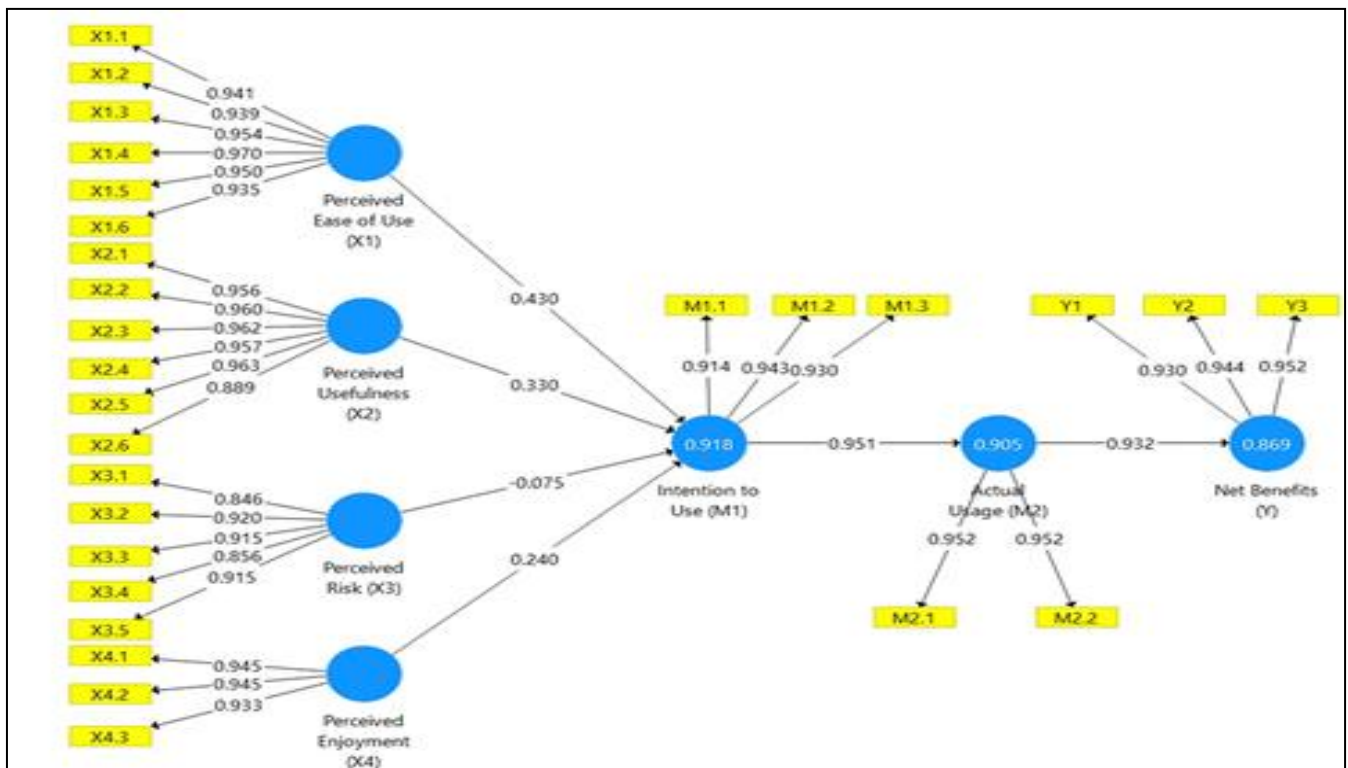 X1.1
X1.2
X1.3
X1.4
X1.5
X1.6
0.941
0.939
0.954
0.970
0.950
0.935
Perceived
Ease of Use
(X1)
X2.1
X2.2
X2.3
X2.4
X2.5
X2.6
0.956
0.960
0.962
0.957
0.963
0.889
Perceived
Usefulness
(X2)
X3.1
X3.2
X3.3
X3.4
X3.5
0.846
0.920
0.915
0.856
0.915
Perceived
Risk (X3)
X4.1
X4.2
X4.3
0.945
0.945
0.933
Perceived
Enjoyment
(X4)
0.430
0.330
-0.075
0.240
M1.1
M1.2
M1.3
0.914
0.943
0.930
0.918
Intention to
Use (M1)
0.951
0.905
Actual
Usage (M2)
0.952
0.952
M2.1
M2.2
0.932
Y1
Y2
Y3
0.930
0.944
0.952
0.869
Net Benefits
(Y)